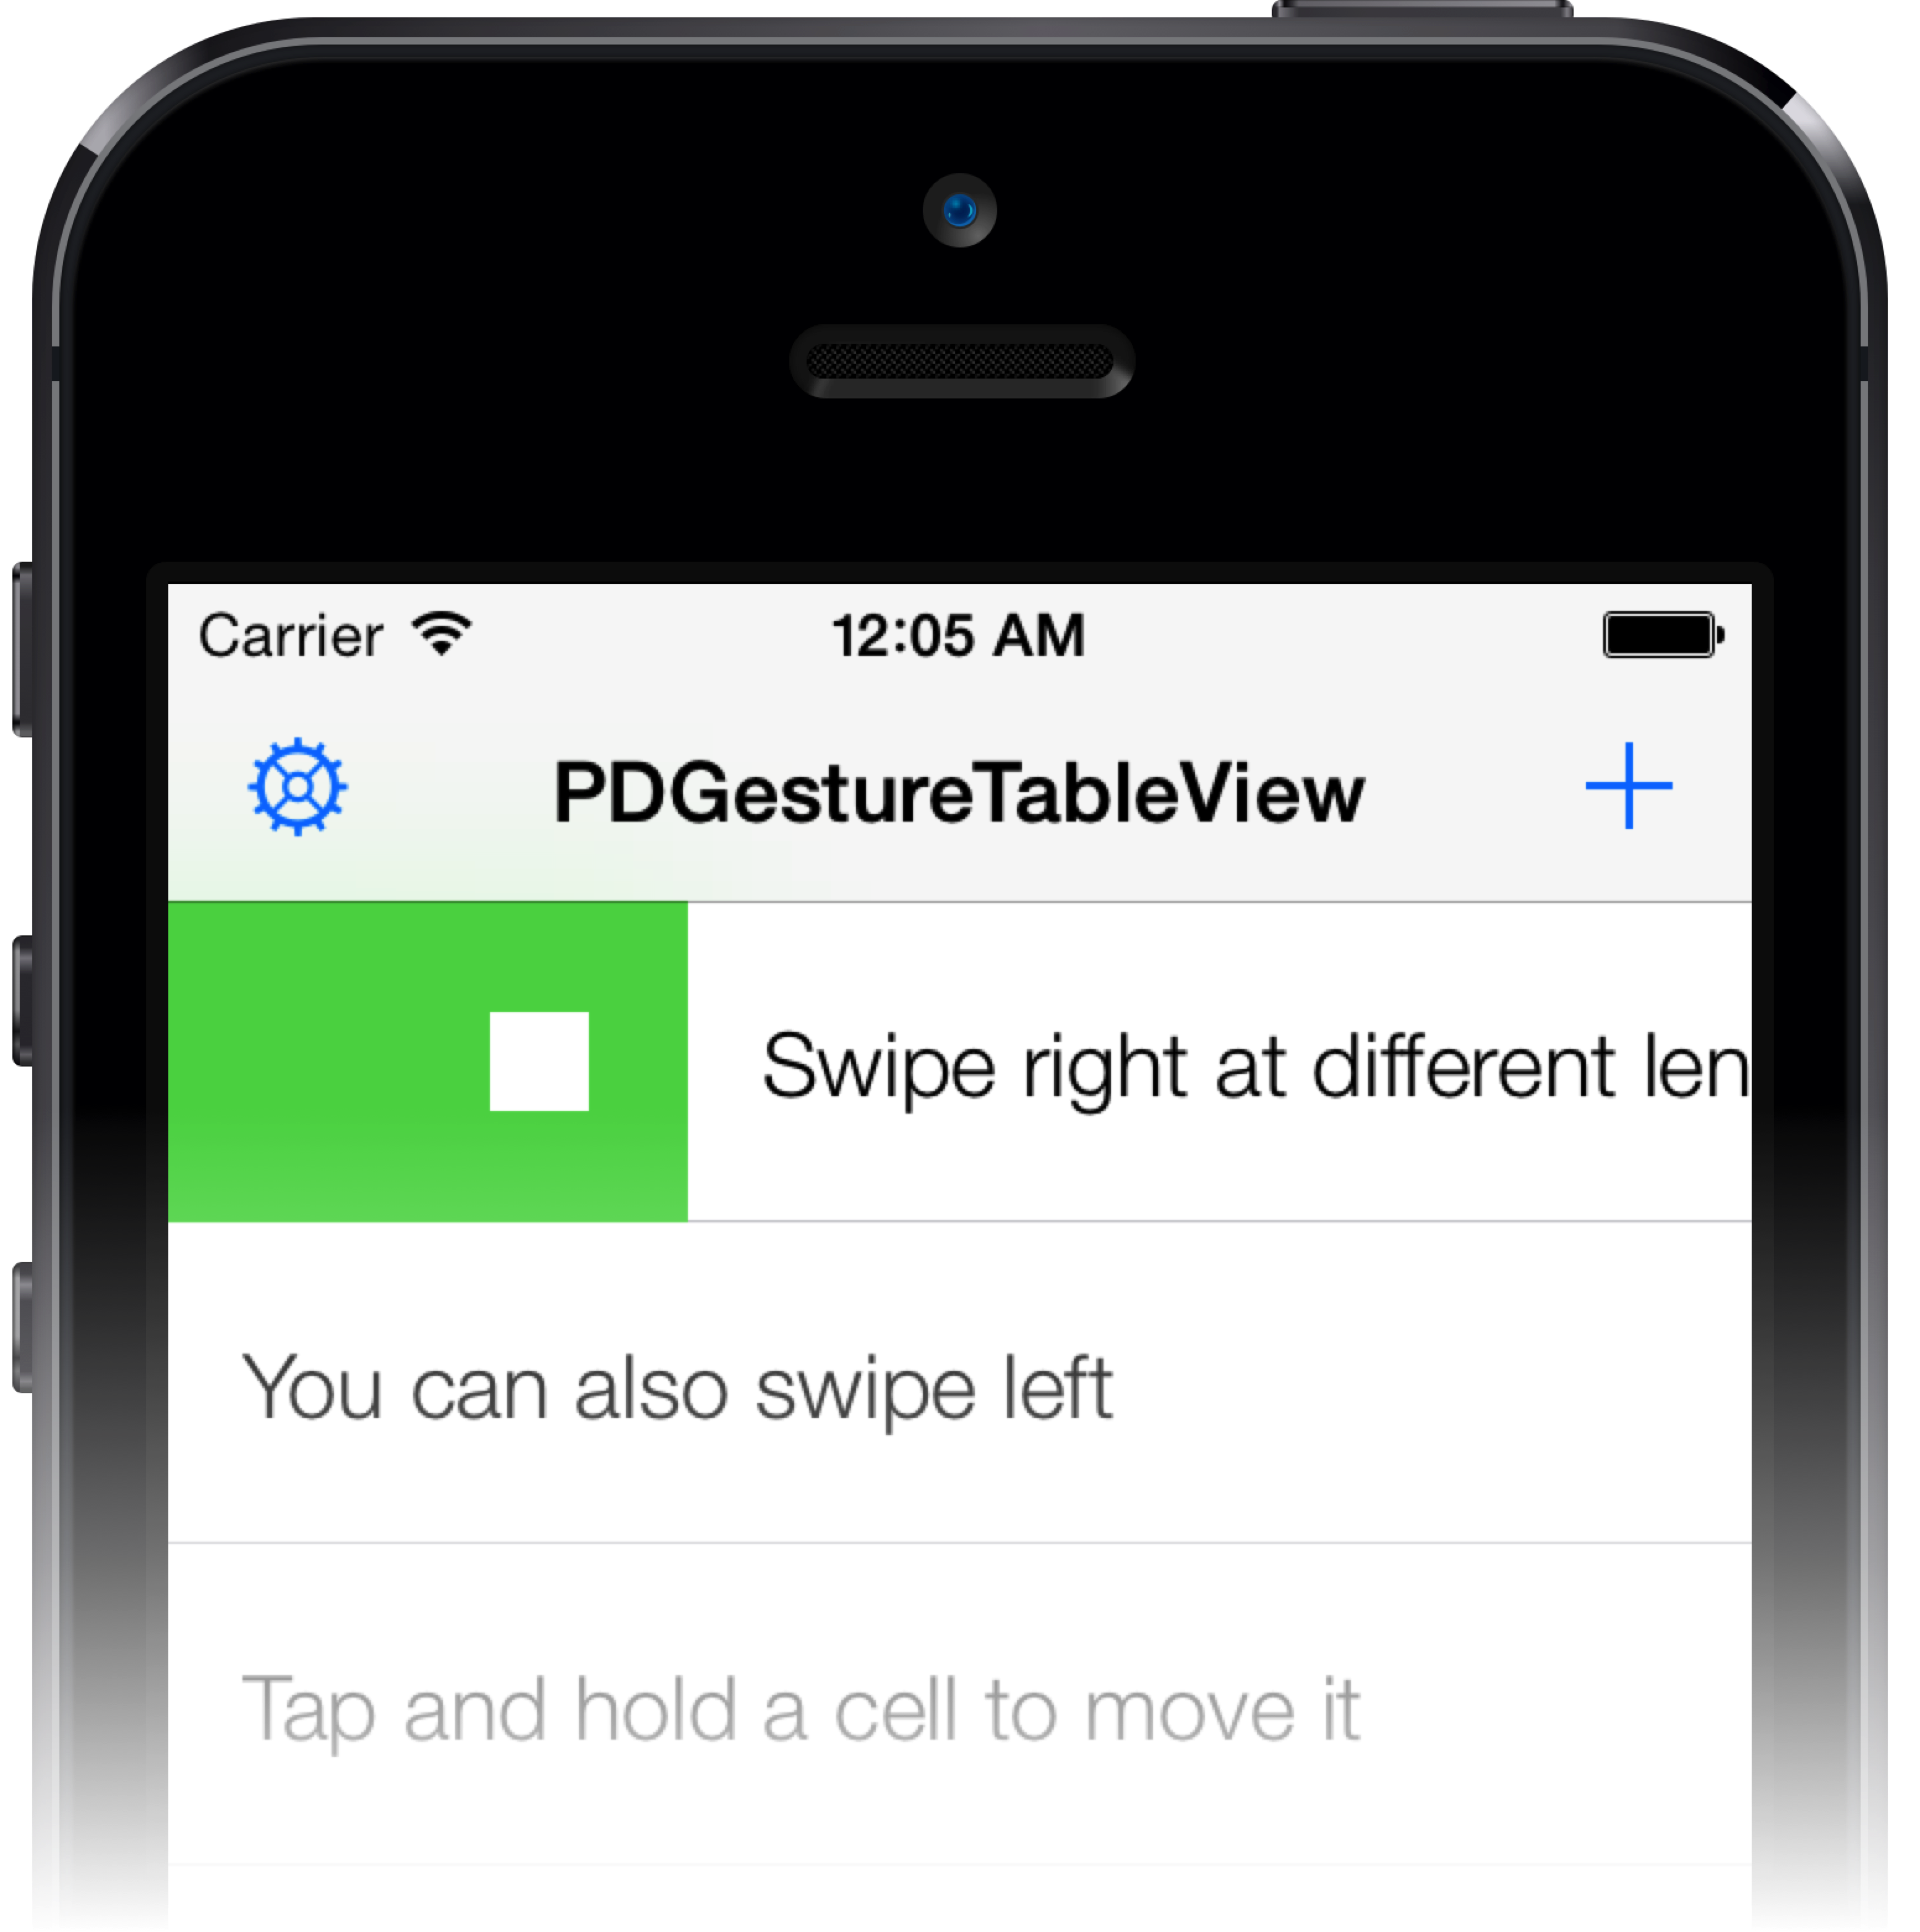 Carrier 12:05 AM
PDGestureTableView
Swipe right at different len
You can also swipe left
Tap and hold a cell to move it